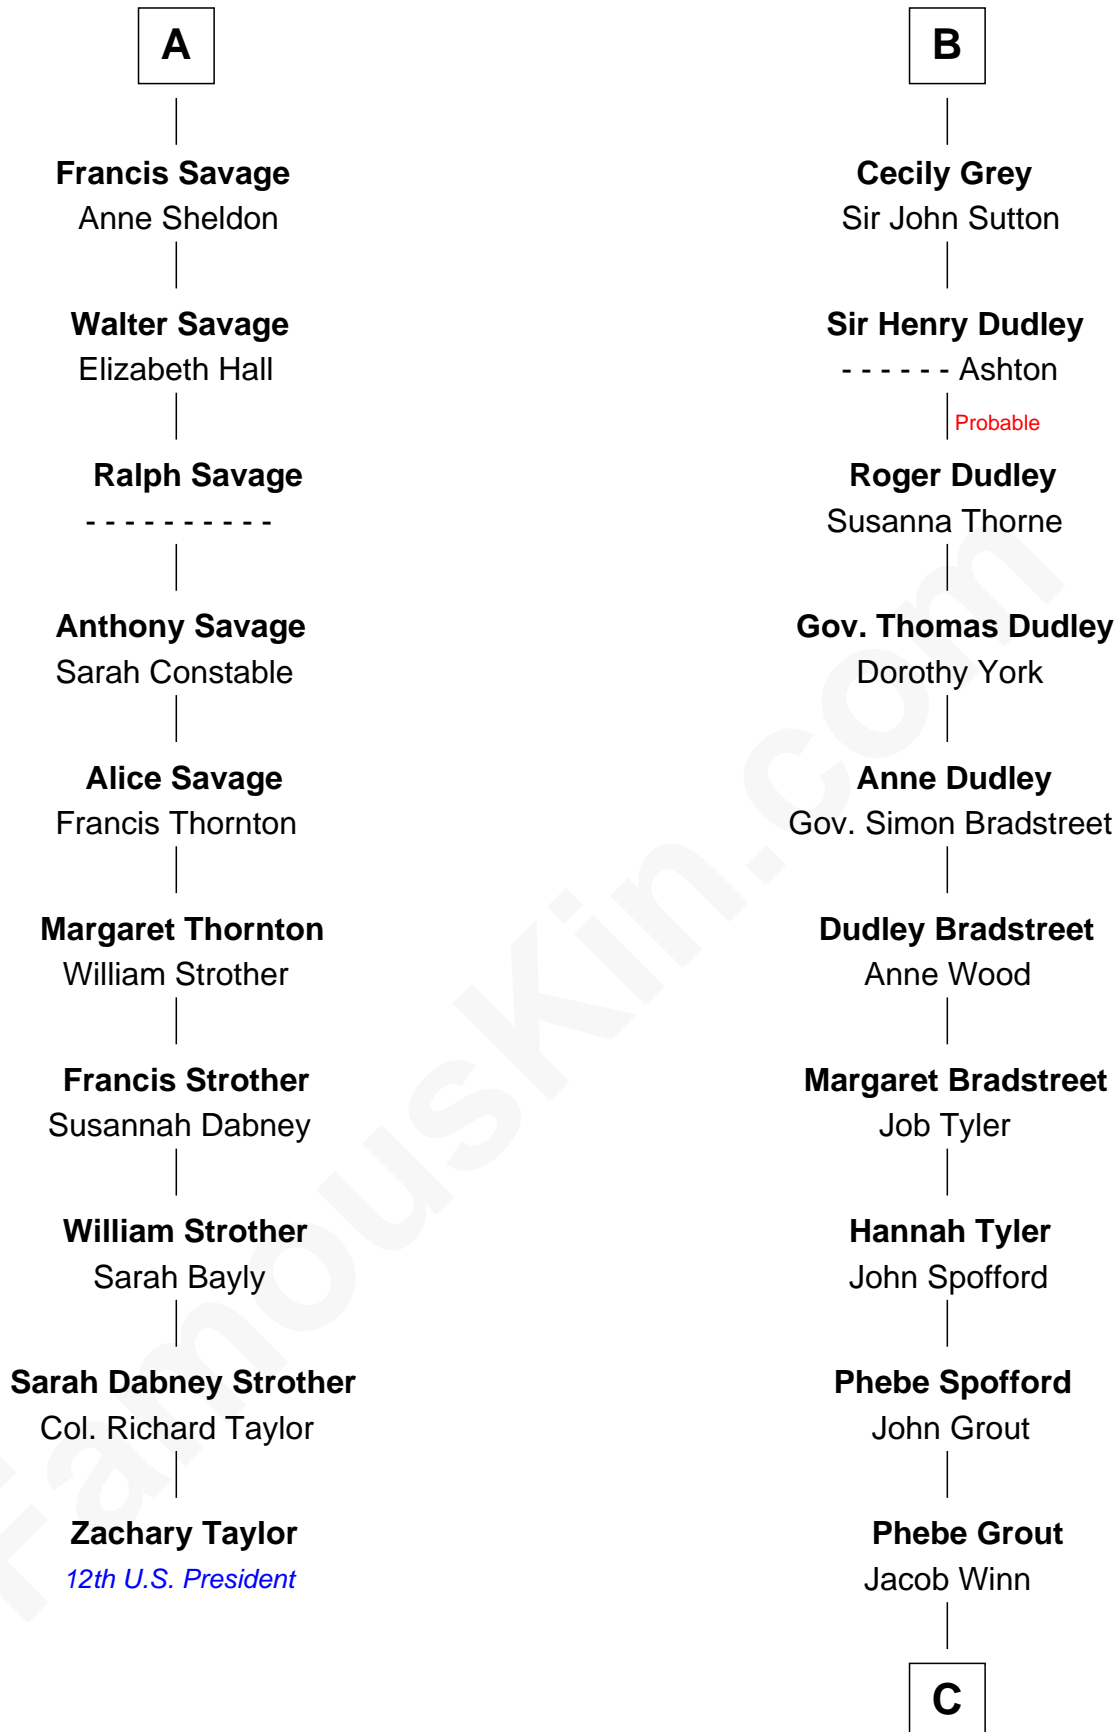 A
Francis Savage
Anne Sheldon
Walter Savage
Elizabeth Hall
Ralph Savage
- - - - - - - - - -
Anthony Savage
Sarah Constable
Alice Savage
Francis Thornton
Margaret Thornton
William Strother
Francis Strother
Susannah Dabney
William Strother
Sarah Bayly
Sarah Dabney Strother
Col. Richard Taylor
Zachary Taylor
12th U.S. President
B
Cecily Grey
Sir John Sutton
Sir Henry Dudley
- - - - - - Ashton
Probable
Roger Dudley
Susanna Thorne
Gov. Thomas Dudley
Dorothy York
Anne Dudley
Gov. Simon Bradstreet
Dudley Bradstreet
Anne Wood
Margaret Bradstreet
Job Tyler
Hannah Tyler
John Spofford
Phebe Spofford
John Grout
Phebe Grout
Jacob Winn
C
FamousKin.com